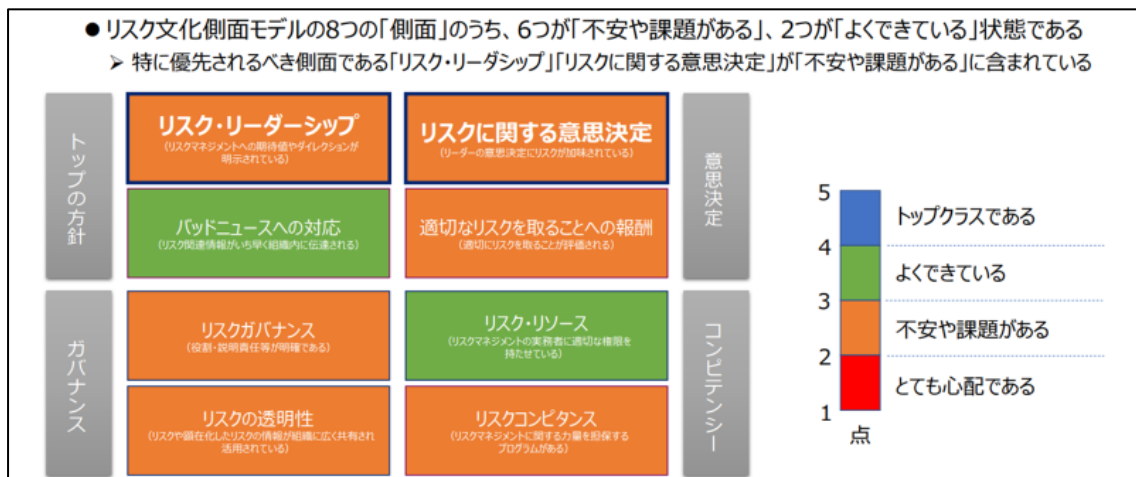 ● リスク文化側面モデルの8つの「側面」のうち、6つが「不安や課題がある」、2つが「よくできている」状態である
➢ 特に優先されるべき側面である「リスク・リーダシップ」「リスクに関する意思決定」が「不安や課題がある」に含まれている
トップの方針
リスク・リーダーシップ
(リスクマネジメントへの期待値やダイレクションが
明示されている)
リスクに関する意思決定
(リーダーの意思決定にリスクが加味されている)
意思決定
バッドニュースへの対応
(リスク関連情報がいち早く組織内に伝達される)
適切なリスクを取ることへの報酬
(適切にリスクを取ることが評価される)
ガバナンス
リスクガバナンス
(役割・説明責任等が明確である)
リスク・リソース
(リスクマネジメントの実務者に適切な権限を
持たせている)
コンピテンシー
リスクの透明性
(リスクや顕在化したリスクの情報が組織に広く共有され
活用されている)
リスクコンピタンス
(リスクマネジメントに関する力量を担保する
プログラムがある)
5
トップクラスである
4
よくできている
3
不安や課題がある
2
とても心配である
1
点